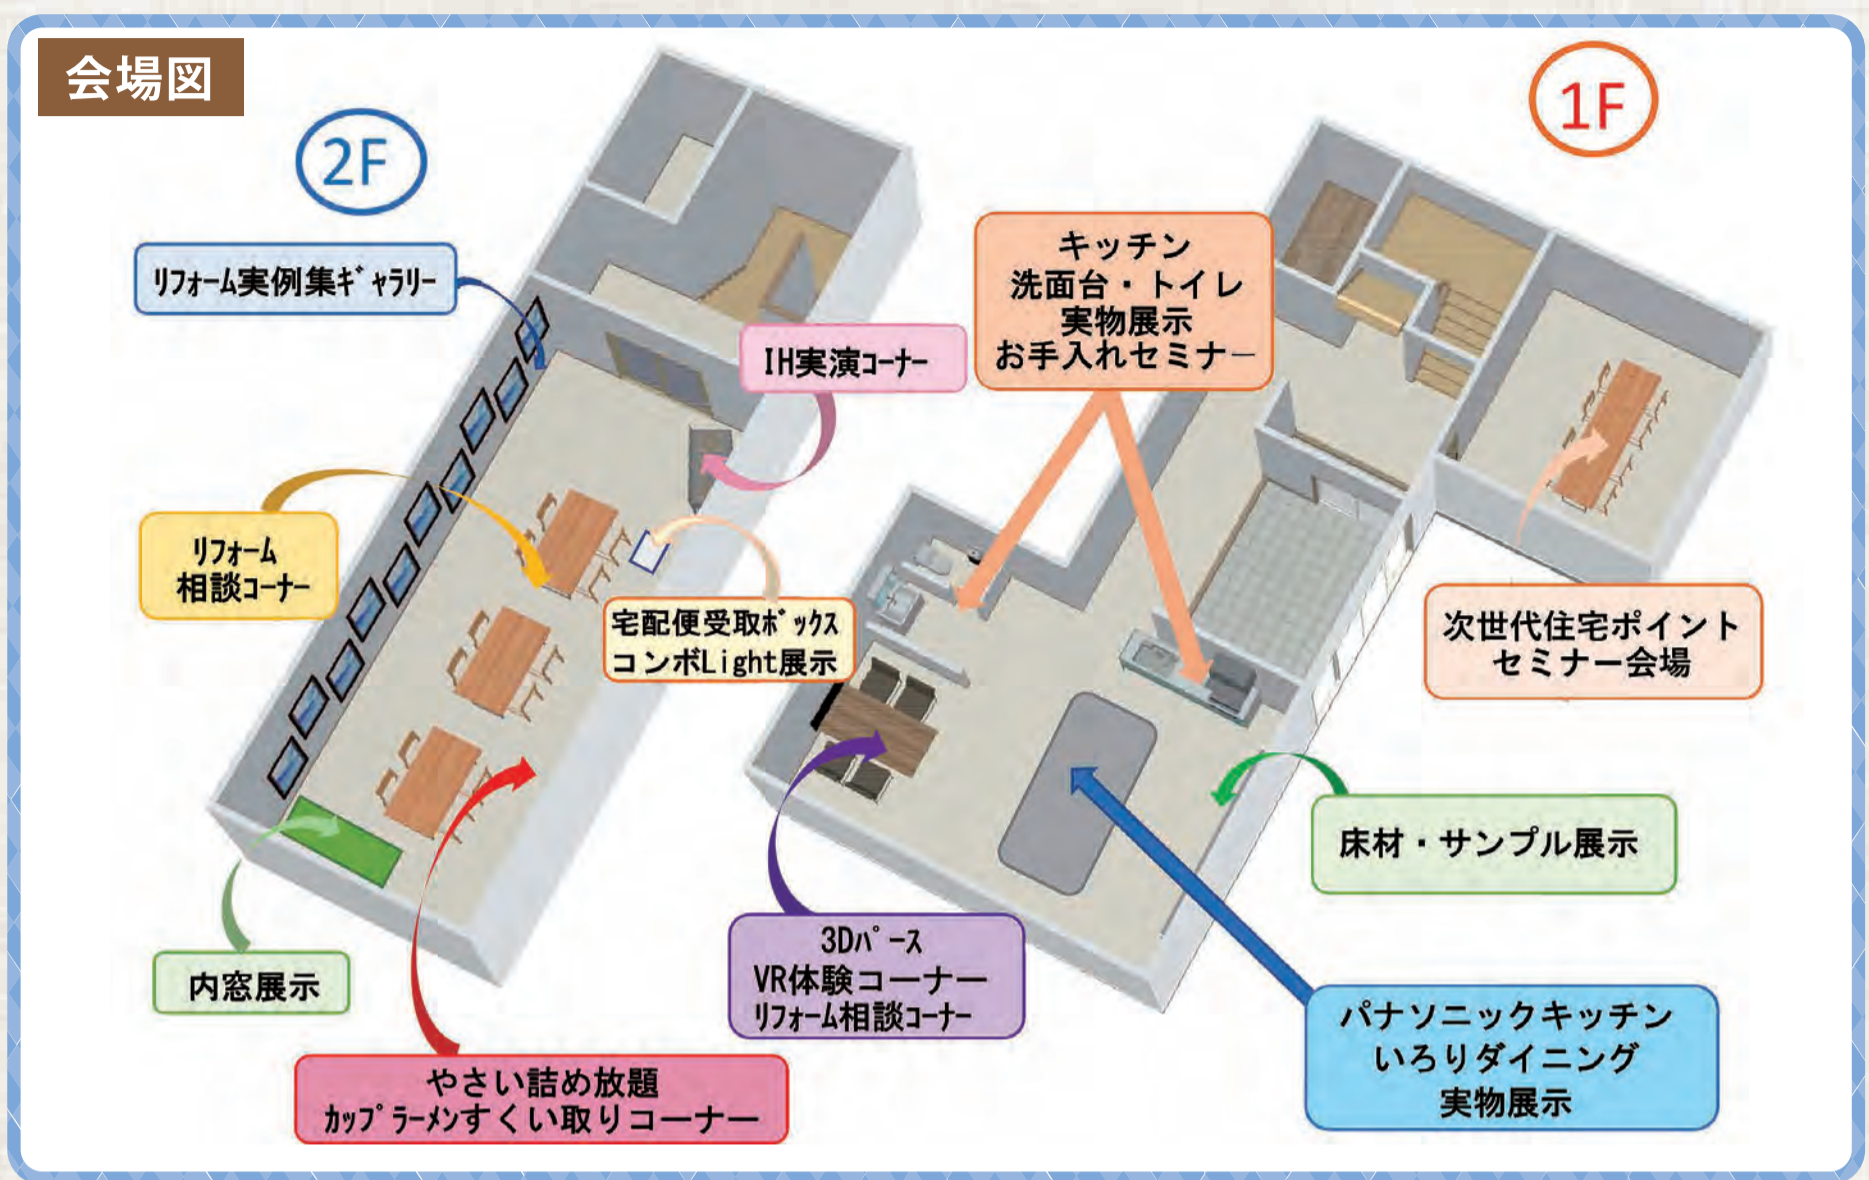 会場図
2F
1F
リフォーム実例集ギャラリー
IH実演コーナー
キッチン
洗面台・トイレ
実物展示
お手入れセミナー
リフォーム
相談コーナー
宅配便受取ボックス
コンボLight展示
次世代住宅ポイント
セミナー会場
床材・サンプル展示
内窓展示
3Dパース
VR体験コーナー
リフォーム相談コーナー
パナソニックキッチン
いろりダイニング
実物展示
やさい詰め放題
カップラーメンすくい取りコーナー